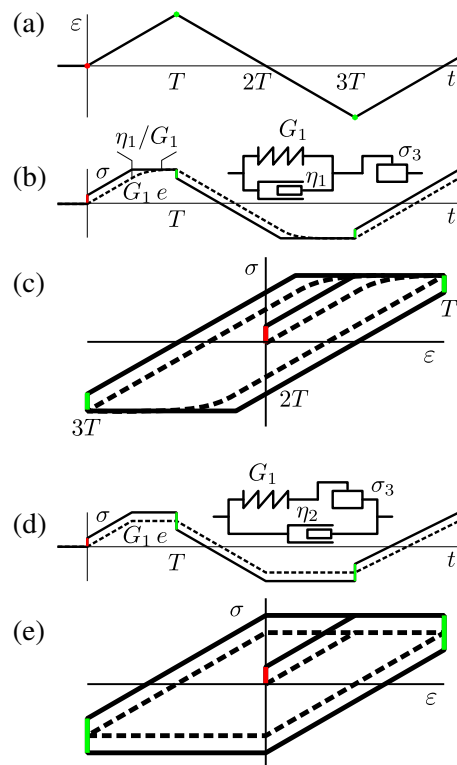 (a) ε
T 2T 3T t
(b) σ η₁/G₁ G₁ η₁ σ₃
G₁ e T t
(c) σ
T
ε
3T 2T
(d) σ G₁ η₂ σ₃
G₁ e T t
(e) σ
ε